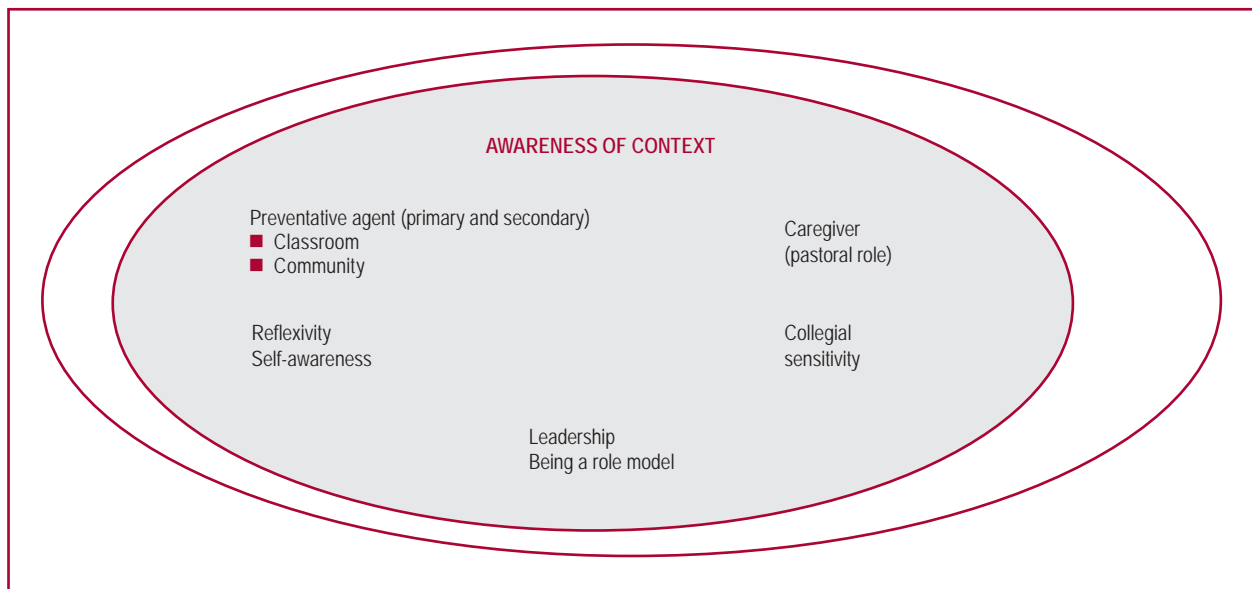 AWARENESS OF CONTEXT
Preventative agent (primary and secondary)
Classroom
Community
Caregiver
(pastoral role)
Reflexivity
Self-awareness
Collegial
sensitivity
Leadership
Being a role model